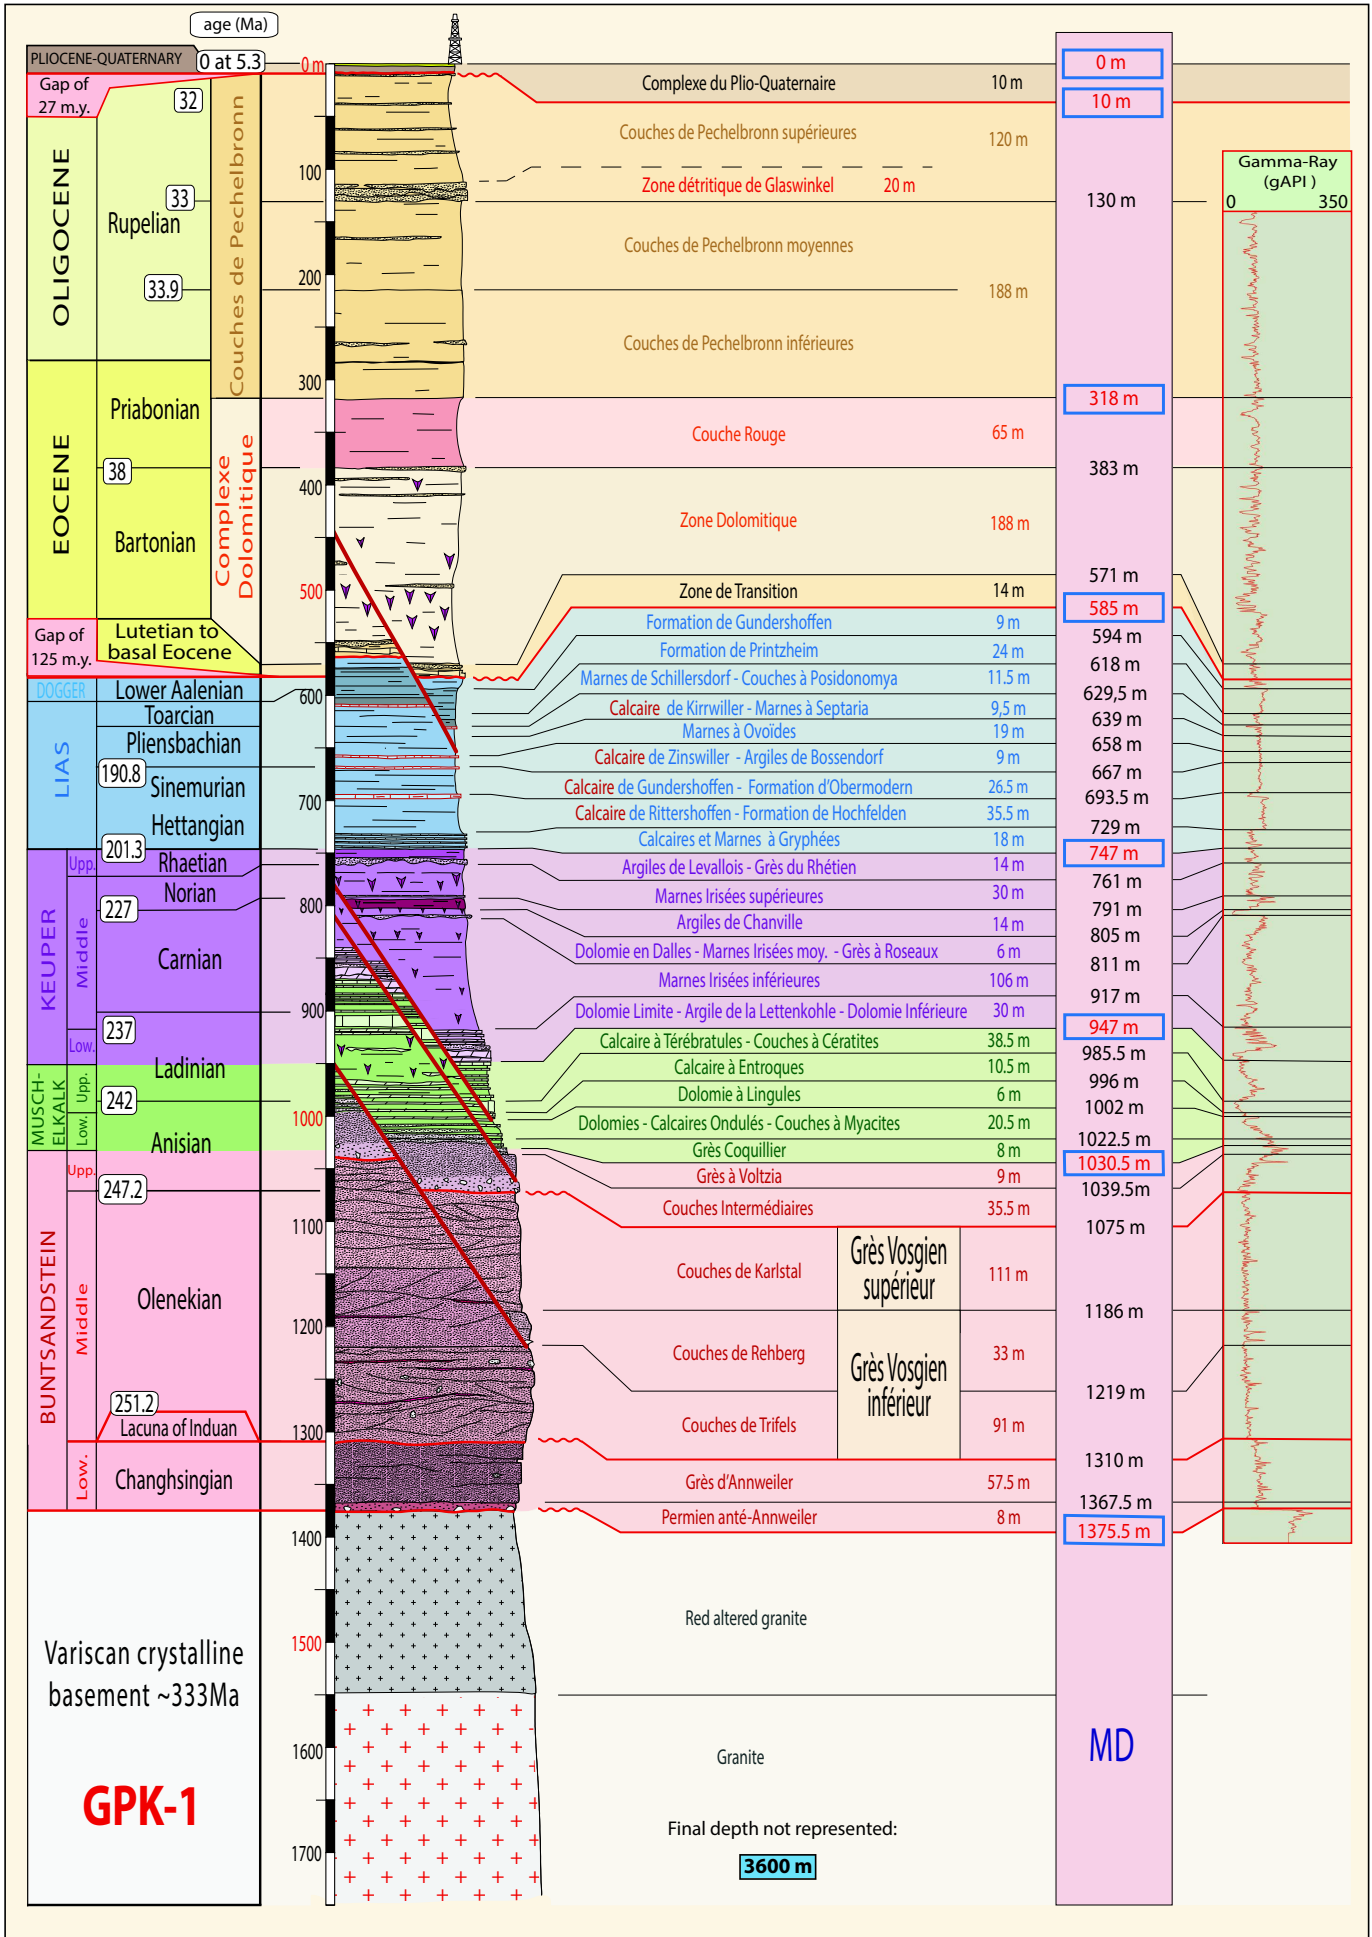 age (Ma)
PLIOCENE-QUATERNARY
0 at 5.3
Gap of
27 m.y.
32
33
33.9
38
OLIGOCENE
Rupelian
Couches de Pechelbronn
EOCENE
Priabonian
Bartonian
Complexe
Dolomitique
Lutetian to
basal Eocene
Gap of
125 m.y.
DOGGER
Lower Aalenian
LIAS
Toarcian
Pliensbachian
190.8
Sinemurian
Hettangian
201.3
KEUPER
Upp.
Middle
Low.
Rhaetian
Norian
227
Carnian
237
Ladinian
MUSCH-
ELKALK
Upp.
Low.
242
Anisian
BUNTSANDSTEIN
Upp.
Middle
Low.
247.2
Olenekian
251.2
Lacuna of Induan
Changhsingian
Variscan crystalline
basement ~333Ma
GPK-1
0 m
100
200
300
400
500
600
700
800
900
1000
1100
1200
1300
1400
1500
1600
1700
Complexe du Plio-Quaternaire 10 m
Couches de Pechelbronn supérieures 120 m
Zone détritique de Glaswinkel 20 m
Couches de Pechelbronn moyennes
188 m
Couches de Pechelbronn inférieures
Couche Rouge 65 m
Zone Dolomitique 188 m
Zone de Transition 14 m
Formation de Gundershoffen 9 m
Formation de Printzheim 24 m
Marnes de Schillersdorf - Couches à Posidonomya 11.5 m
Calcaire de Kirrwiller - Marnes à Septaria 9,5 m
Marnes à Ovoïdes 19 m
Calcaire de Zinswiller - Argiles de Bossendorf 9 m
Calcaire de Gundershoffen - Formation d'Obermodern 26.5 m
Calcaire de Rittershoffen - Formation de Hochfelden 35.5 m
Calcaires et Marnes à Gryphées 18 m
Argiles de Levallois - Grès du Rhétien 14 m
Marnes Irisées supérieures 30 m
Argiles de Chanville 14 m
Dolomie en Dalles - Marnes Irisées moy. - Grès à Roseaux 6 m
Marnes Irisées inférieures 106 m
Dolomie Limite - Argile de la Lettenkohle - Dolomie Inférieure 30 m
Calcaire à Térébratules - Couches à Cératites 38.5 m
Calcaire à Entroques 10.5 m
Dolomie à Lingules 6 m
Dolomies - Calcaires Ondulés - Couches à Myacites 20.5 m
Grès Coquillier 8 m
Grès à Voltzia 9 m
Couches Intermédiaires 35.5 m
Couches de Karlstal 111 m
Grès Vosgien
supérieur
Couches de Rehberg 33 m
Grès Vosgien
inférieur
Couches de Trifels 91 m
Grès d'Annweiler 57.5 m
Permien anté-Annweiler 8 m
Red altered granite
Granite
Final depth not represented:
3600 m
0 m
10 m
130 m
318 m
383 m
571 m
585 m
594 m
618 m
629,5 m
639 m
658 m
667 m
693.5 m
729 m
747 m
761 m
791 m
805 m
811 m
917 m
947 m
985.5 m
996 m
1002 m
1022.5 m
1030.5 m
1039.5m
1075 m
1186 m
1219 m
1310 m
1367.5 m
1375.5 m
MD
Gamma-Ray
(gAPI )
0 350